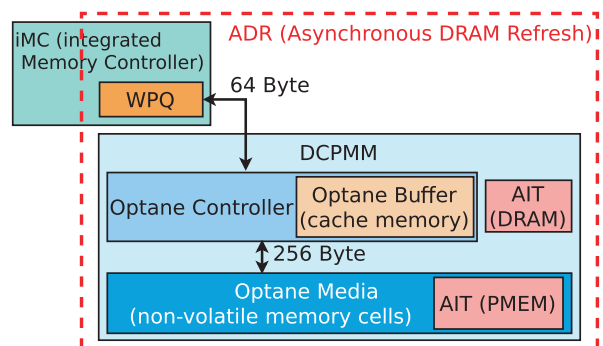 ADR (Asynchronous DRAM Refresh)
iMC (integrated
Memory Controller)
WPQ
64 Byte
DCPMM
Optane Controller
Optane Buffer
(cache memory)
AIT
(DRAM)
256 Byte
Optane Media
(non-volatile memory cells)
AIT (PMEM)